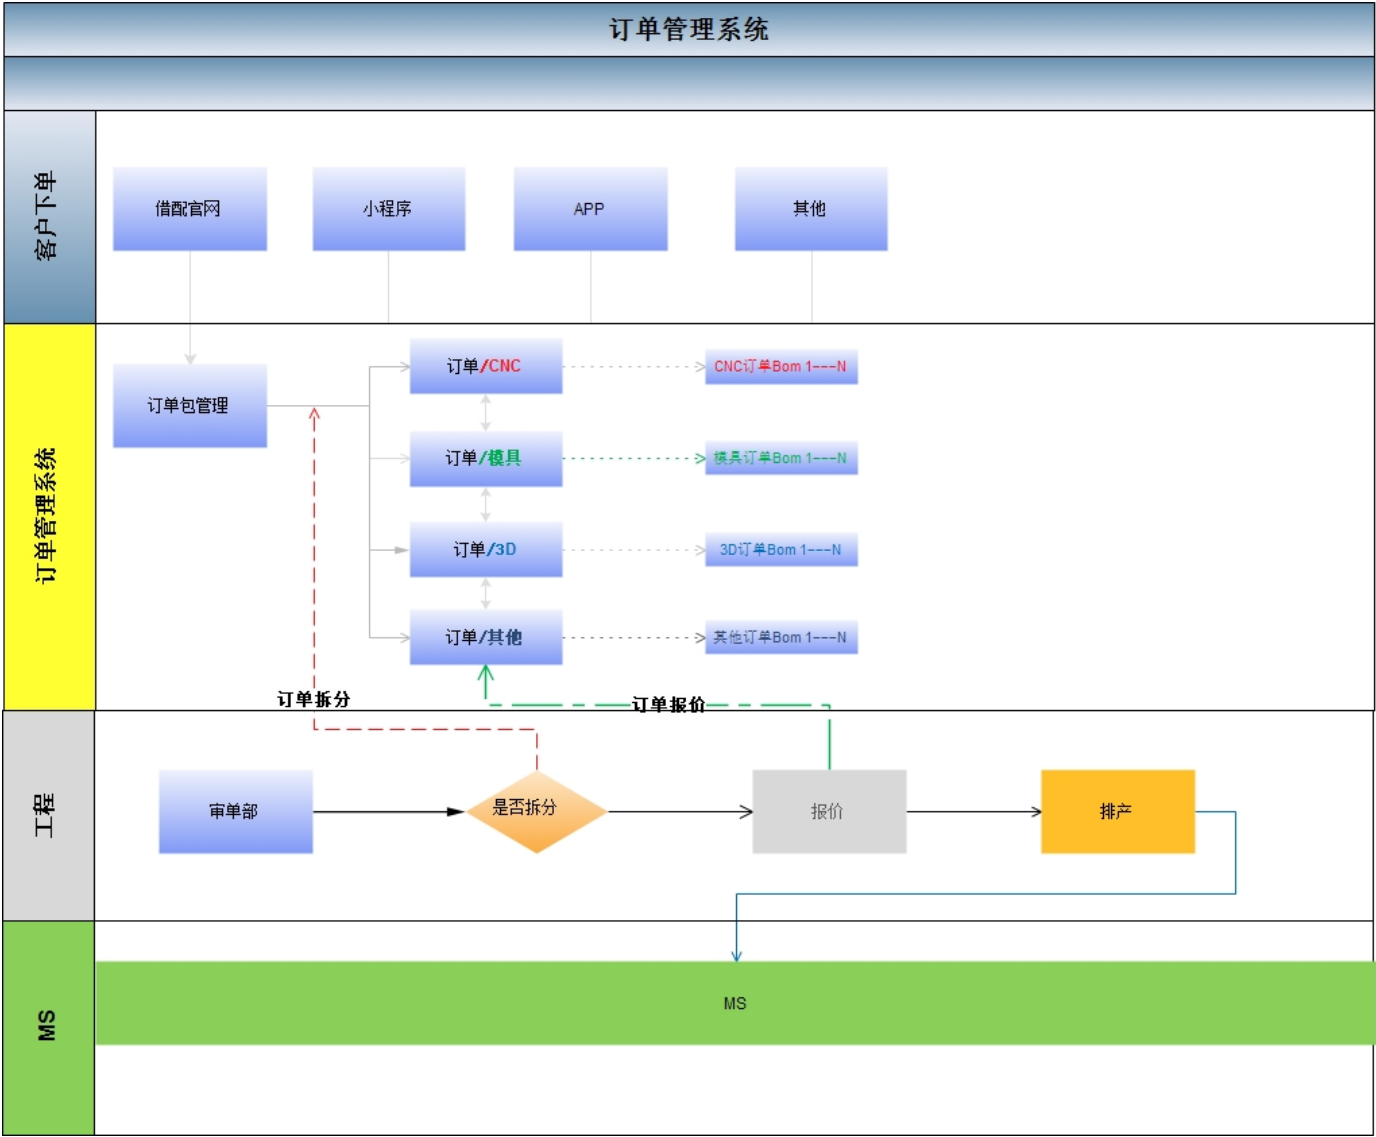 订单管理系统
客户下单
借配官网
小程序
APP
其他
订单管理系统
订单包管理
订单/CNC
CNC订单Bom 1---N
订单/模具
模具订单Bom 1---N
订单/3D
3D订单Bom 1---N
订单/其他
其他订单Bom 1---N
订单拆分
订单报价
工程
审单部
是否拆分
报价
排产
MS
MS